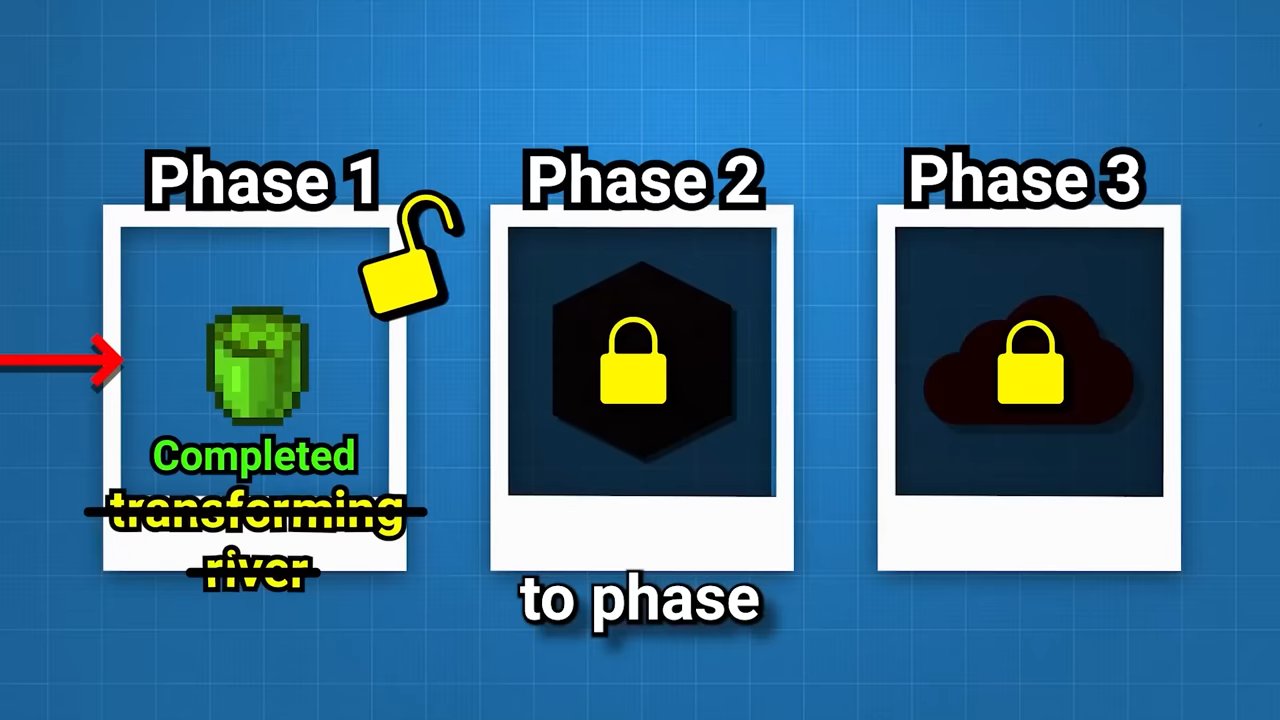 Phase 1
Phase 2
Phase 3
Completed
transforming
river
to phase